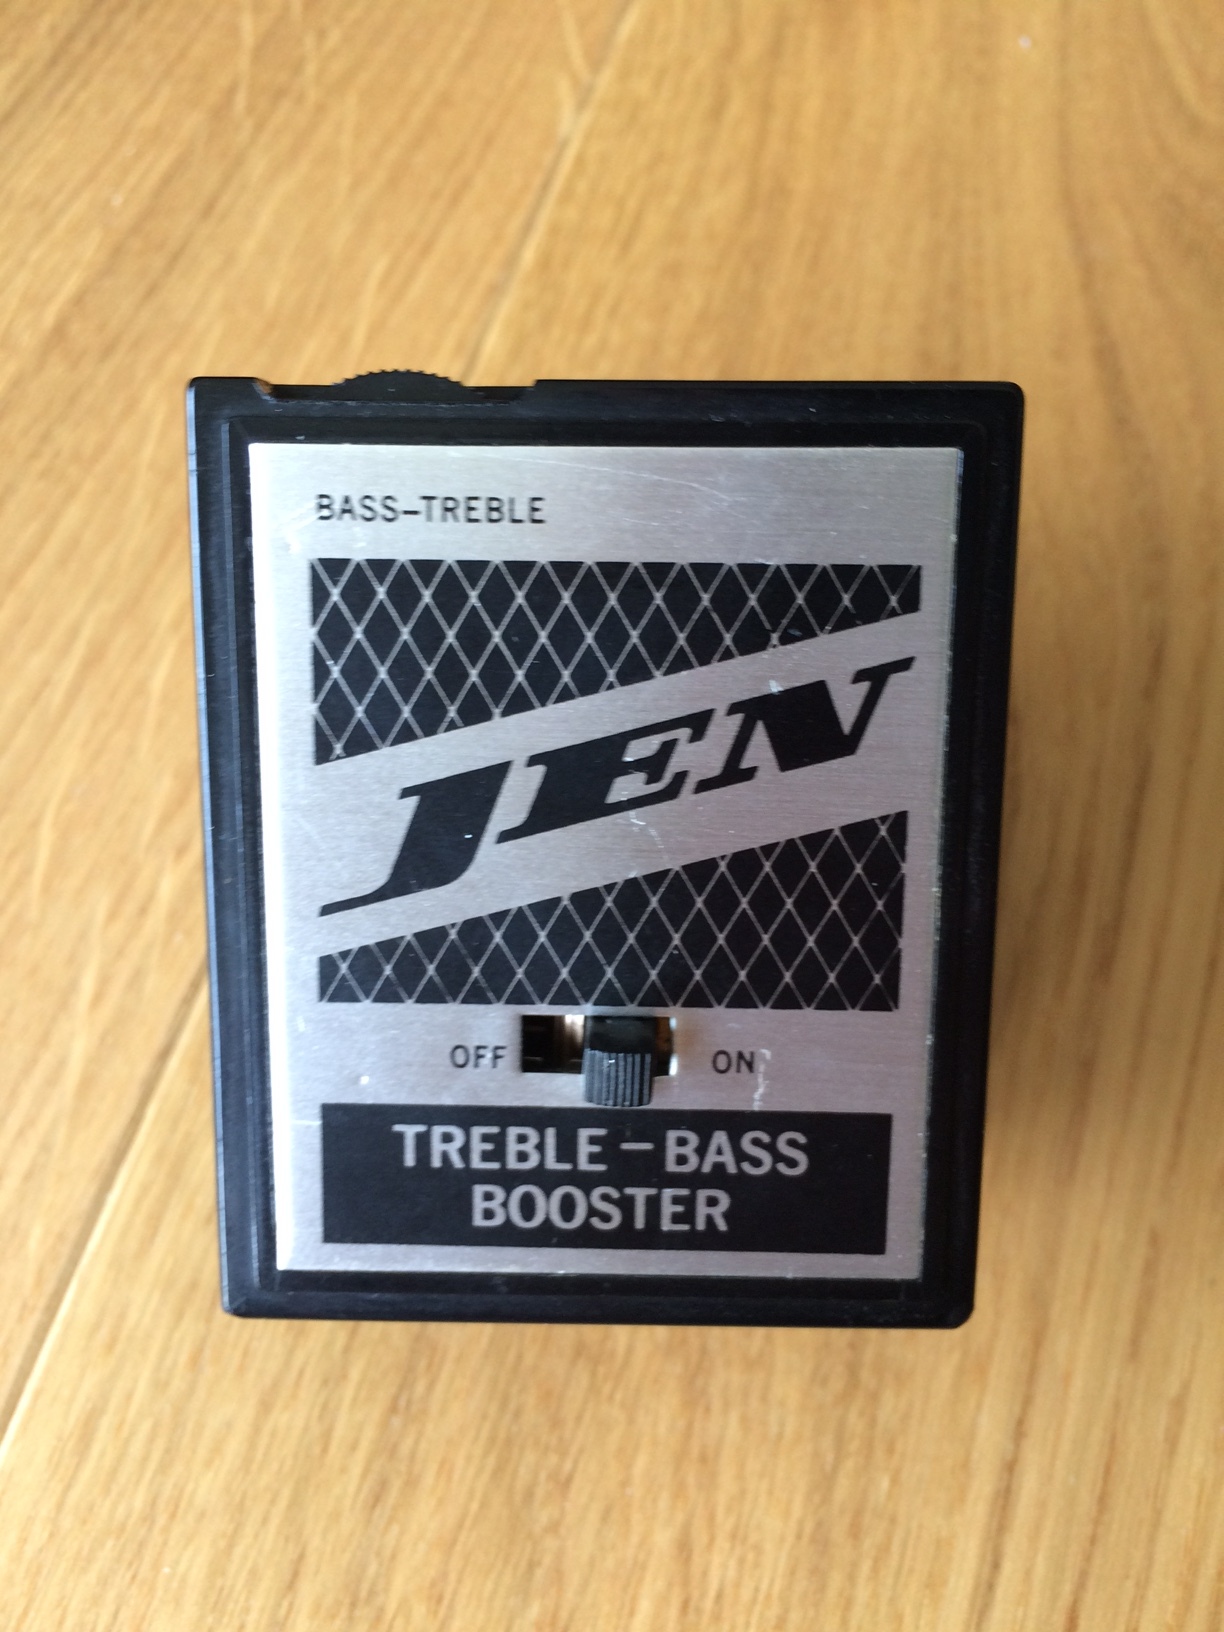 BASS-TREBLE
JEN
OFF ON
TREBLE - BASS
BOOSTER